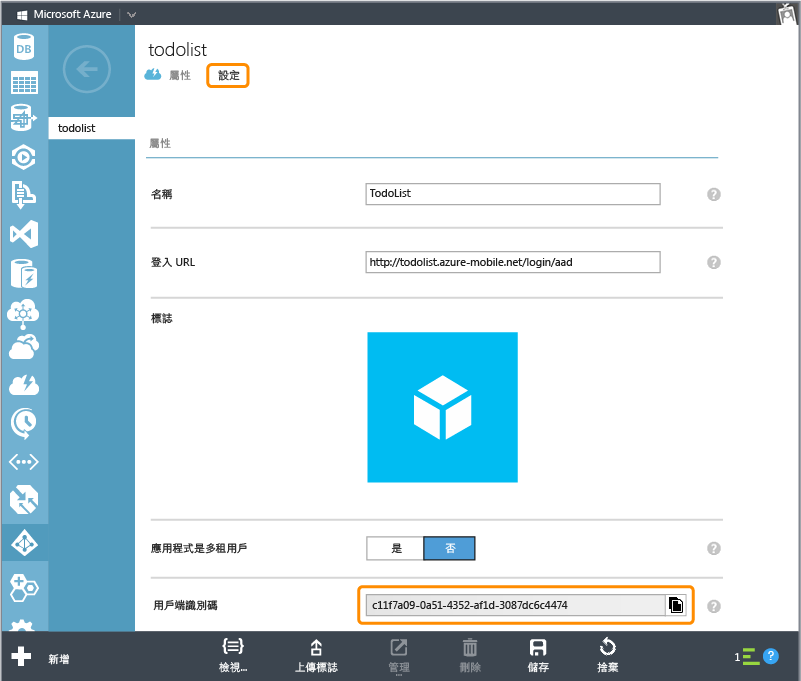 Microsoft Azure
DB
todolist
todolist
屬性 設定
屬性
名稱 TodoList ?
登入 URL http://todolist.azure-mobile.net/login/aad ?
標誌
應用程式是多租用戶 是 否 ?
用戶端識別碼 c11f7a09-0a51-4352-af1d-3087dc6c4474 ?
新增 檢視... 上傳標誌 管理 刪除 儲存 捨棄 1 ?